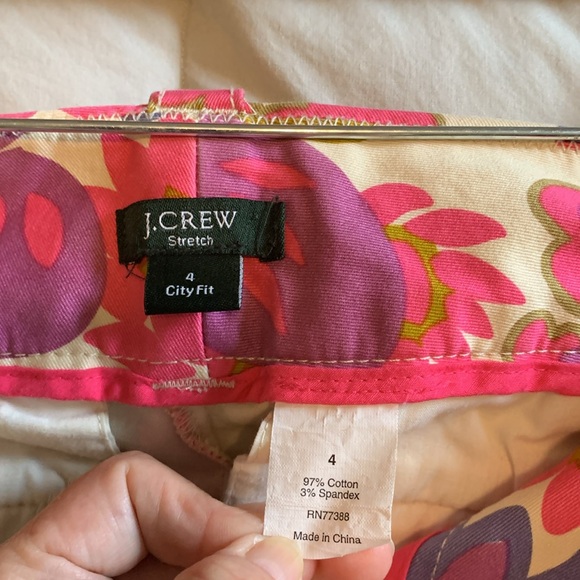 J.CREW
Stretch
4
City Fit
4
97% Cotton
3% Spandex
RN77388
Made in China